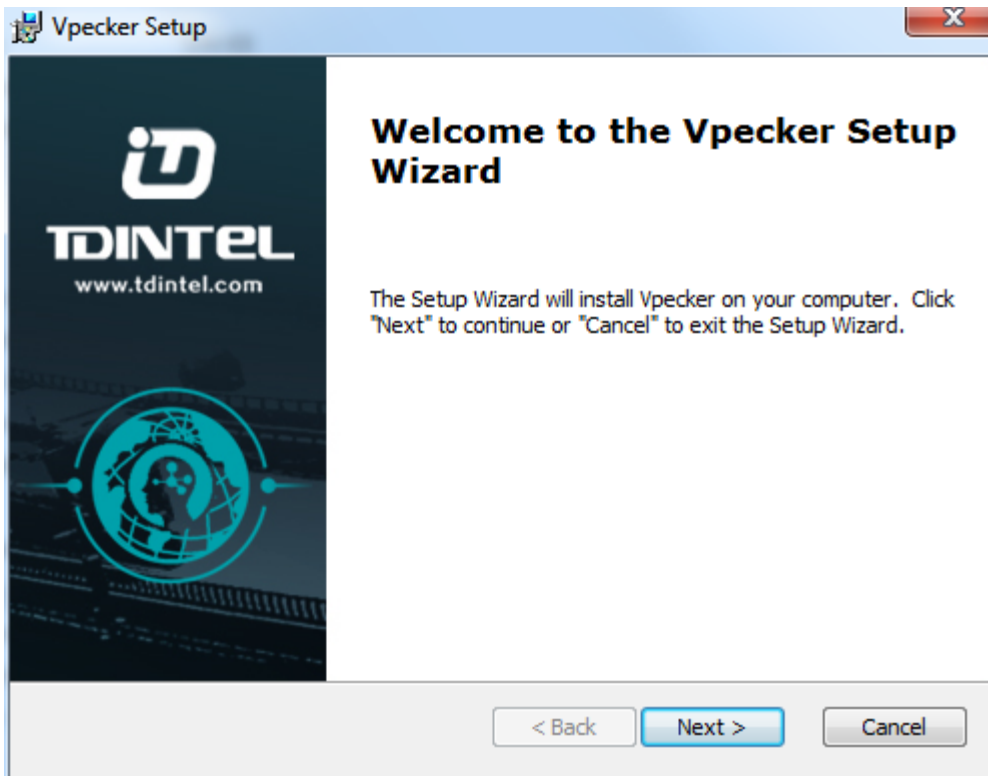 Vpecker Setup
TDINTEL
www.tdintel.com
Welcome to the Vpecker Setup
Wizard
The Setup Wizard will install Vpecker on your computer. Click
"Next" to continue or "Cancel" to exit the Setup Wizard.
< Back
Next >
Cancel